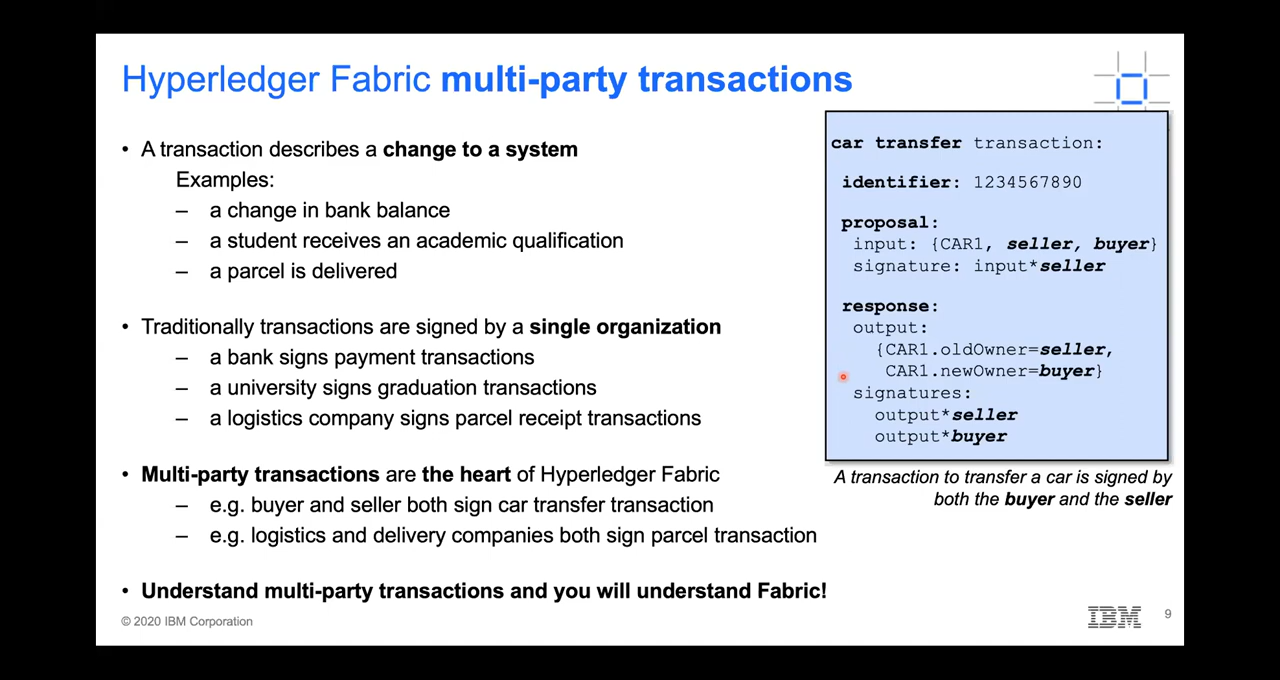 Hyperledger Fabric multi-party transactions
• A transaction describes a change to a system
Examples:
– a change in bank balance
– a student receives an academic qualification
– a parcel is delivered
• Traditionally transactions are signed by a single organization
– a bank signs payment transactions
– a university signs graduation transactions
– a logistics company signs parcel receipt transactions
• Multi-party transactions are the heart of Hyperledger Fabric
– e.g. buyer and seller both sign car transfer transaction
– e.g. logistics and delivery companies both sign parcel transaction
• Understand multi-party transactions and you will understand Fabric!
car transfer transaction:
identifier: 1234567890
proposal:
input: {CAR1, seller, buyer}
signature: input*seller
response:
output:
{CAR1.oldOwner=seller,
CAR1.newOwner=buyer}
signatures:
output*seller
output*buyer
A transaction to transfer a car is signed by
both the buyer and the seller
© 2020 IBM Corporation
IBM
9